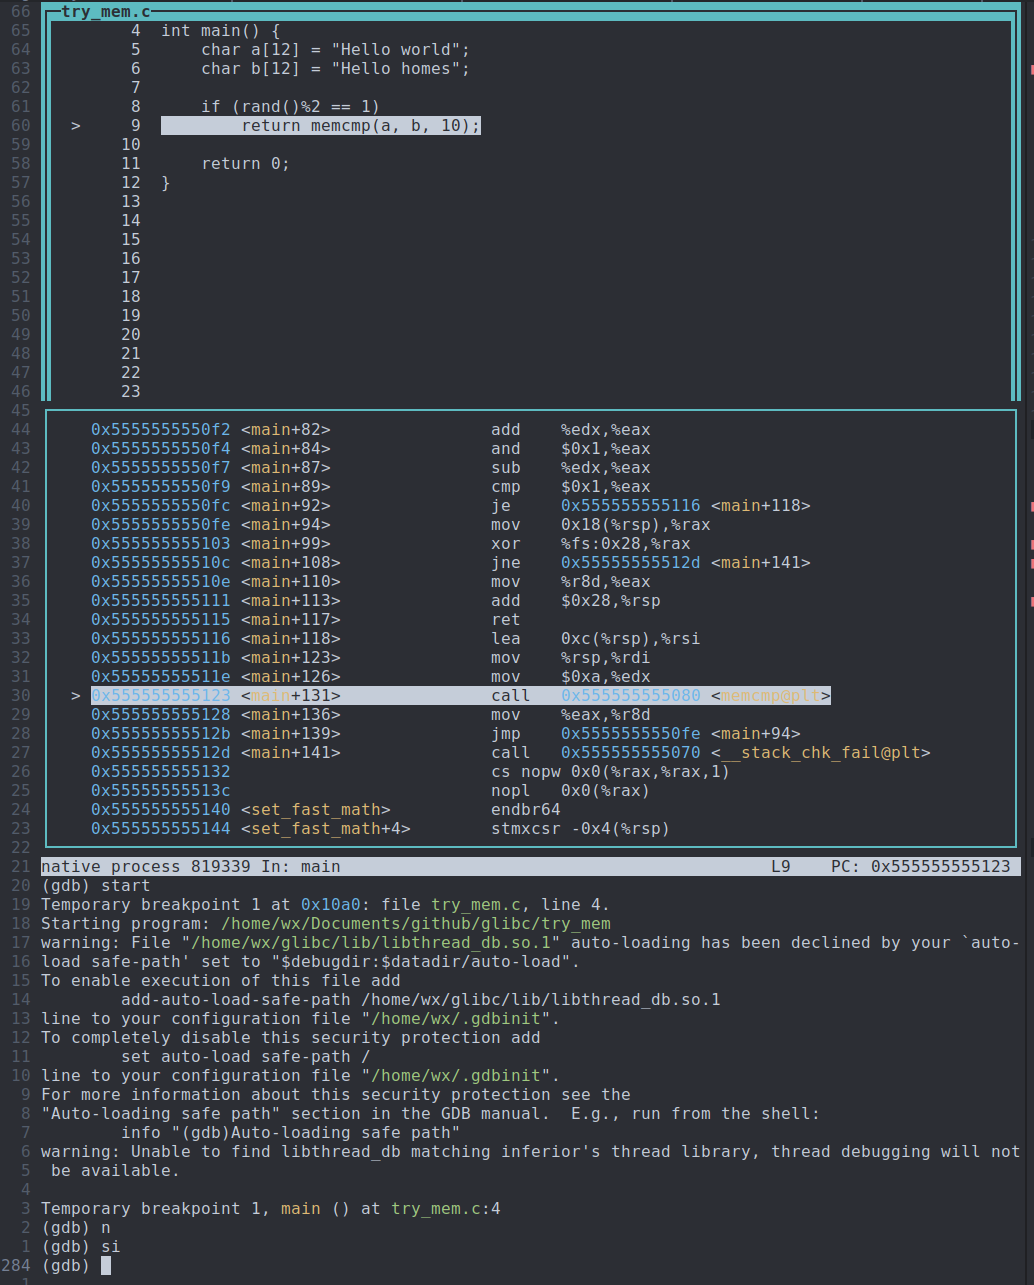 66 try_mem.c
65 4 int main() {
64 5 char a[12] = "Hello world";
63 6 char b[12] = "Hello homes";
62 7
61 8 if (rand()%2 == 1)
60 > 9 return memcmp(a, b, 10);
59 10
58 11 return 0;
57 12 }
56 13
55 14
54 15
53 16
52 17
51 18
50 19
49 20
48 21
47 22
46 23
45
44 0x5555555550f2 <main+82> add %edx,%eax
43 0x5555555550f4 <main+84> and $0x1,%eax
42 0x5555555550f7 <main+87> sub %edx,%eax
41 0x5555555550f9 <main+89> cmp $0x1,%eax
40 0x5555555550fc <main+92> je 0x555555555116 <main+118>
39 0x5555555550fe <main+94> mov 0x18(%rsp),%rax
38 0x555555555103 <main+99> xor %fs:0x28,%rax
37 0x55555555510c <main+108> jne 0x55555555512d <main+141>
36 0x55555555510e <main+110> mov %r8d,%eax
35 0x555555555111 <main+113> add $0x28,%rsp
34 0x555555555115 <main+117> ret
33 0x555555555116 <main+118> lea 0xc(%rsp),%rsi
32 0x55555555511b <main+123> mov %rsp,%rdi
31 0x55555555511e <main+126> mov $0xa,%edx
30 > 0x555555555123 <main+131> call 0x555555555080 <memcmp@plt>
29 0x555555555128 <main+136> mov %eax,%r8d
28 0x55555555512b <main+139> jmp 0x5555555550fe <main+94>
27 0x55555555512d <main+141> call 0x555555555070 <__stack_chk_fail@plt>
26 0x555555555132 cs nopw 0x0(%rax,%rax,1)
25 0x55555555513c nopl 0x0(%rax)
24 0x555555555140 <set_fast_math> endbr64
23 0x555555555144 <set_fast_math+4> stmxcsr -0x4(%rsp)
22
21 native process 819339 In: main L9 PC: 0x555555555123
20 (gdb) start
19 Temporary breakpoint 1 at 0x10a0: file try_mem.c, line 4.
18 Starting program: /home/wx/Documents/github/glibc/try_mem
17 warning: File "/home/wx/glibc/lib/libthread_db.so.1" auto-loading has been declined by your `auto-
16 load safe-path' set to "$debugdir:$datadir/auto-load".
15 To enable execution of this file add
14 add-auto-load-safe-path /home/wx/glibc/lib/libthread_db.so.1
13 line to your configuration file "/home/wx/.gdbinit".
12 To completely disable this security protection add
11 set auto-load safe-path /
10 line to your configuration file "/home/wx/.gdbinit".
9 For more information about this security protection see the
8 "Auto-loading safe path" section in the GDB manual. E.g., run from the shell:
7 info "(gdb)Auto-loading safe path"
6 warning: Unable to find libthread_db matching inferior's thread library, thread debugging will not
5 be available.
4
3 Temporary breakpoint 1, main () at try_mem.c:4
2 (gdb) n
1 (gdb) si
284 (gdb)
1